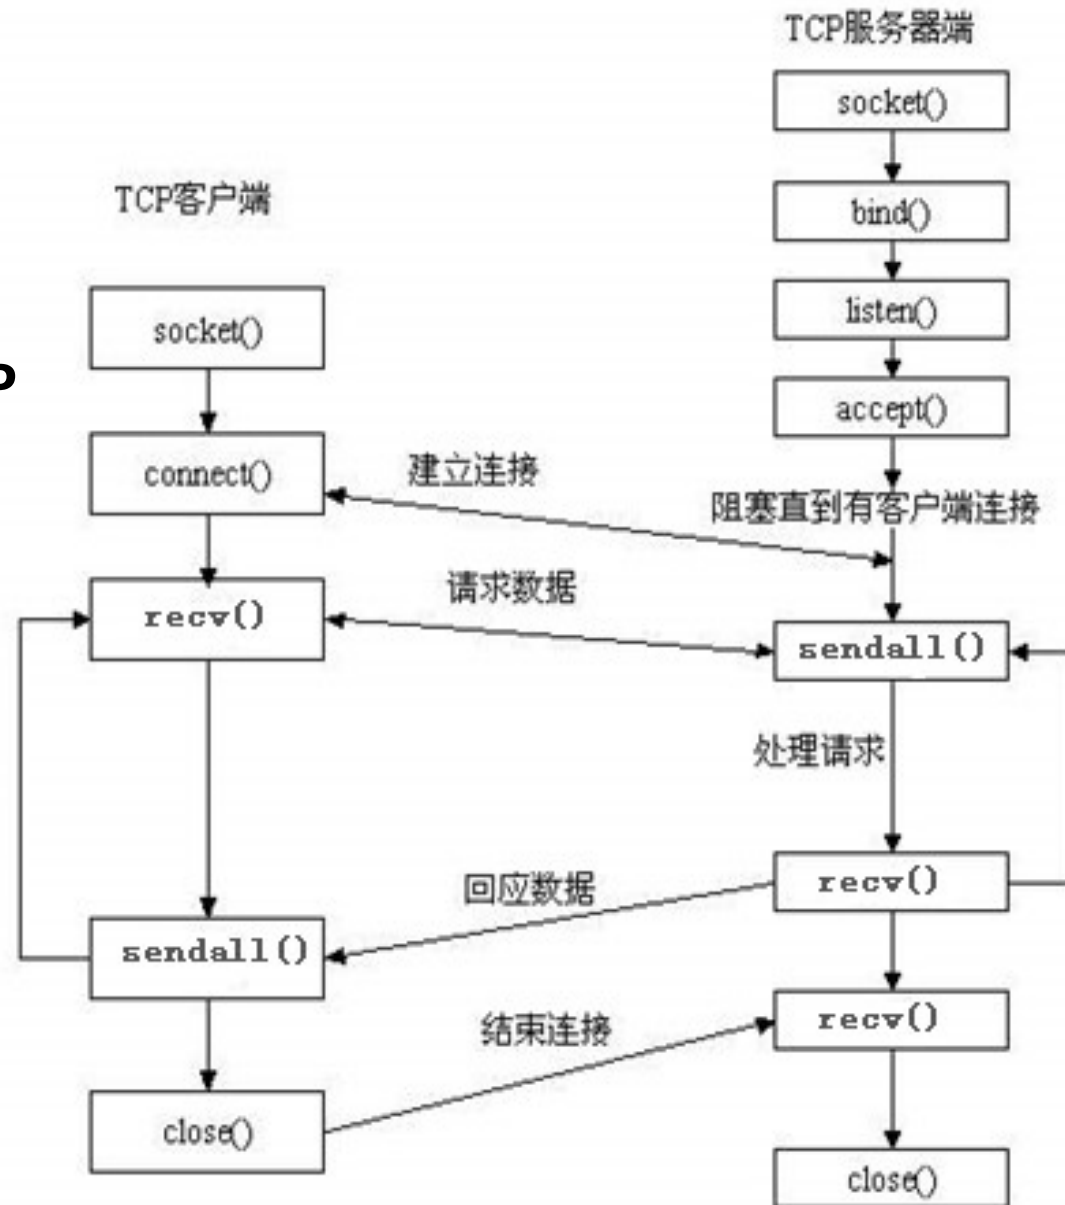 TCP服务器端
socket()
bind()
listen()
accept()
阻塞直到有客户端连接
sendall()
处理请求
recv()
recv()
close()
TCP客户端
socket()
connect()
recv()
sendall()
close()
建立连接
请求数据
回应数据
结束连接